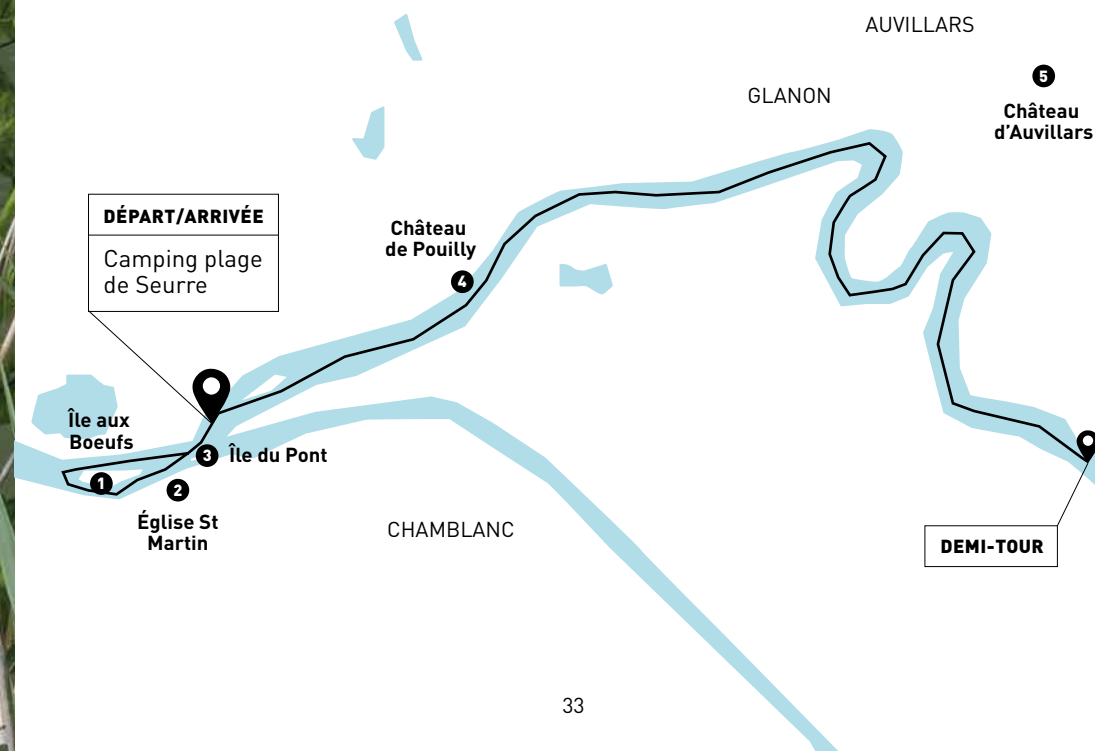 AUVILLARS
5
Château
d'Auvillars
GLANON
DÉPART/ARRIVÉE
Camping plage
de Seurre
Château
de Pouilly
4
Île aux
Boeufs
1
3
Île du Pont
2
Église St
Martin
CHAMBLANC
DEMI-TOUR
33